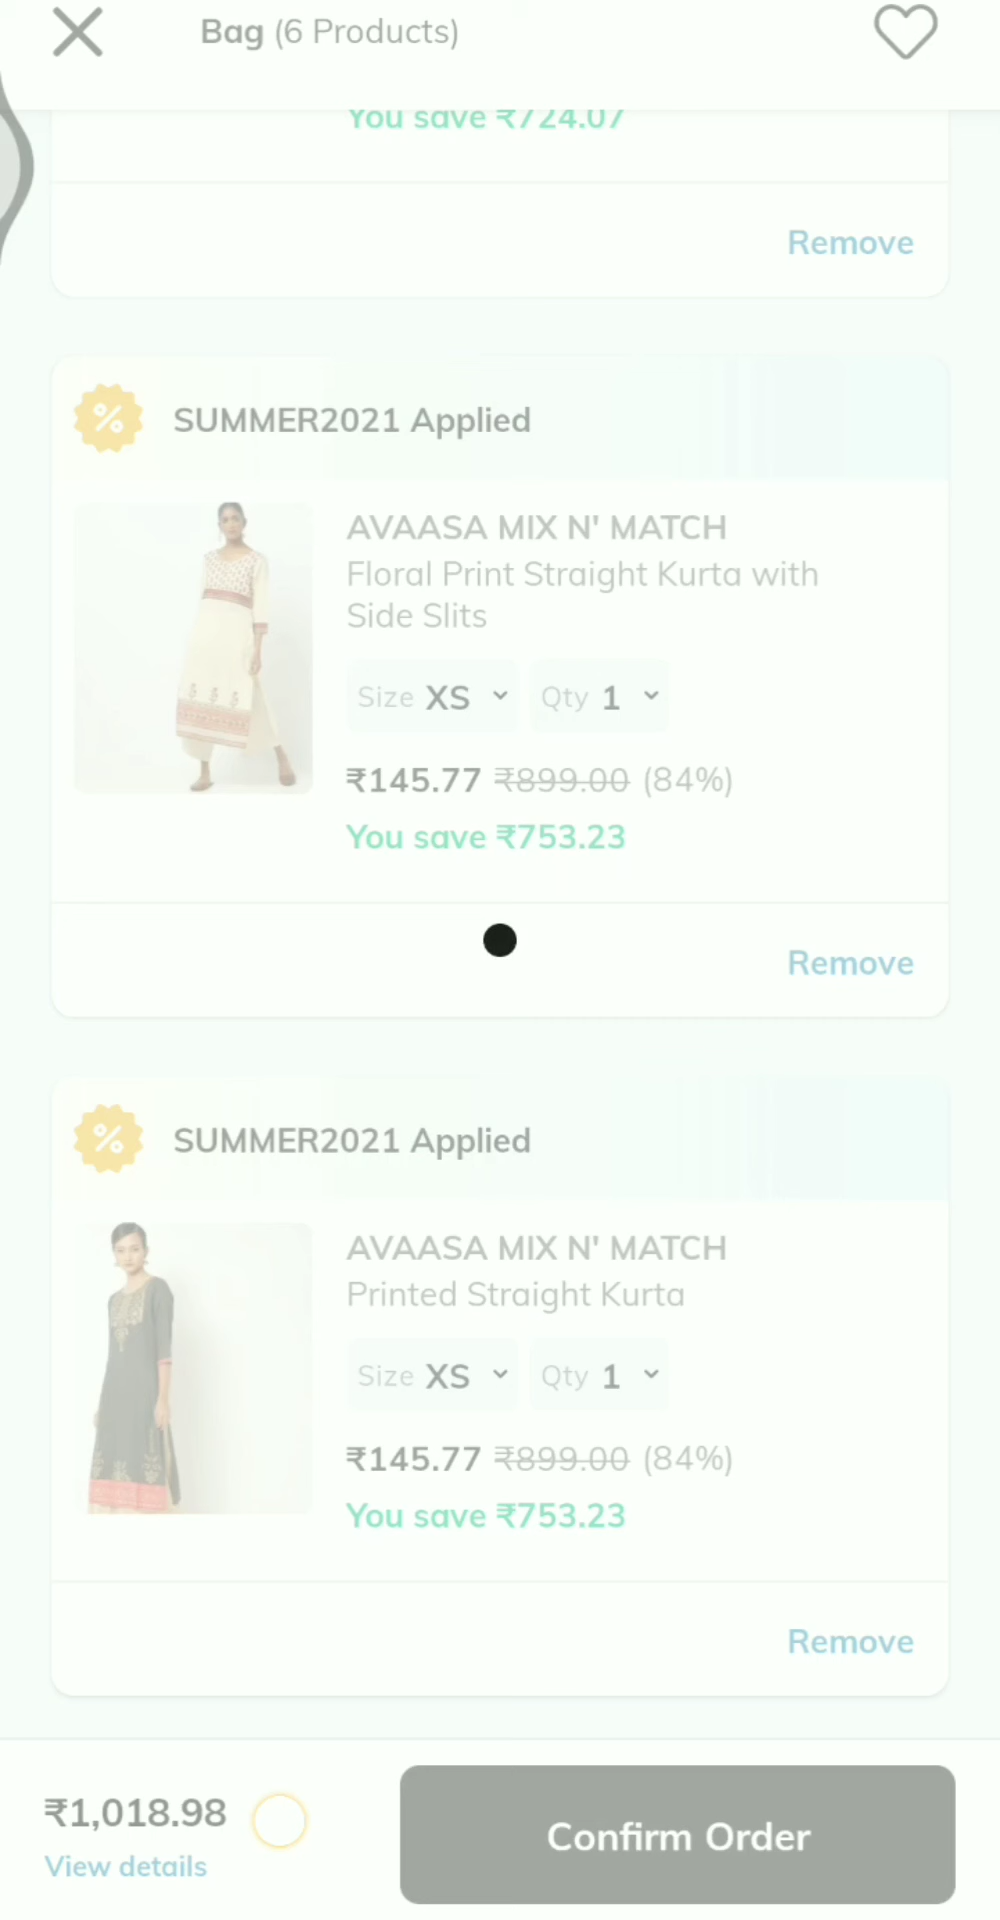 Bag (6 Products)
You save ₹724.07
Remove
SUMMER2021 Applied
AVAASA MIX N' MATCH
Floral Print Straight Kurta with
Side Slits
Size XS Qty 1
₹145.77 ₹899.00 (84%)
You save ₹753.23
Remove
SUMMER2021 Applied
AVAASA MIX N' MATCH
Printed Straight Kurta
Size XS Qty 1
₹145.77 ₹899.00 (84%)
You save ₹753.23
Remove
₹1,018.98
View details
Confirm Order